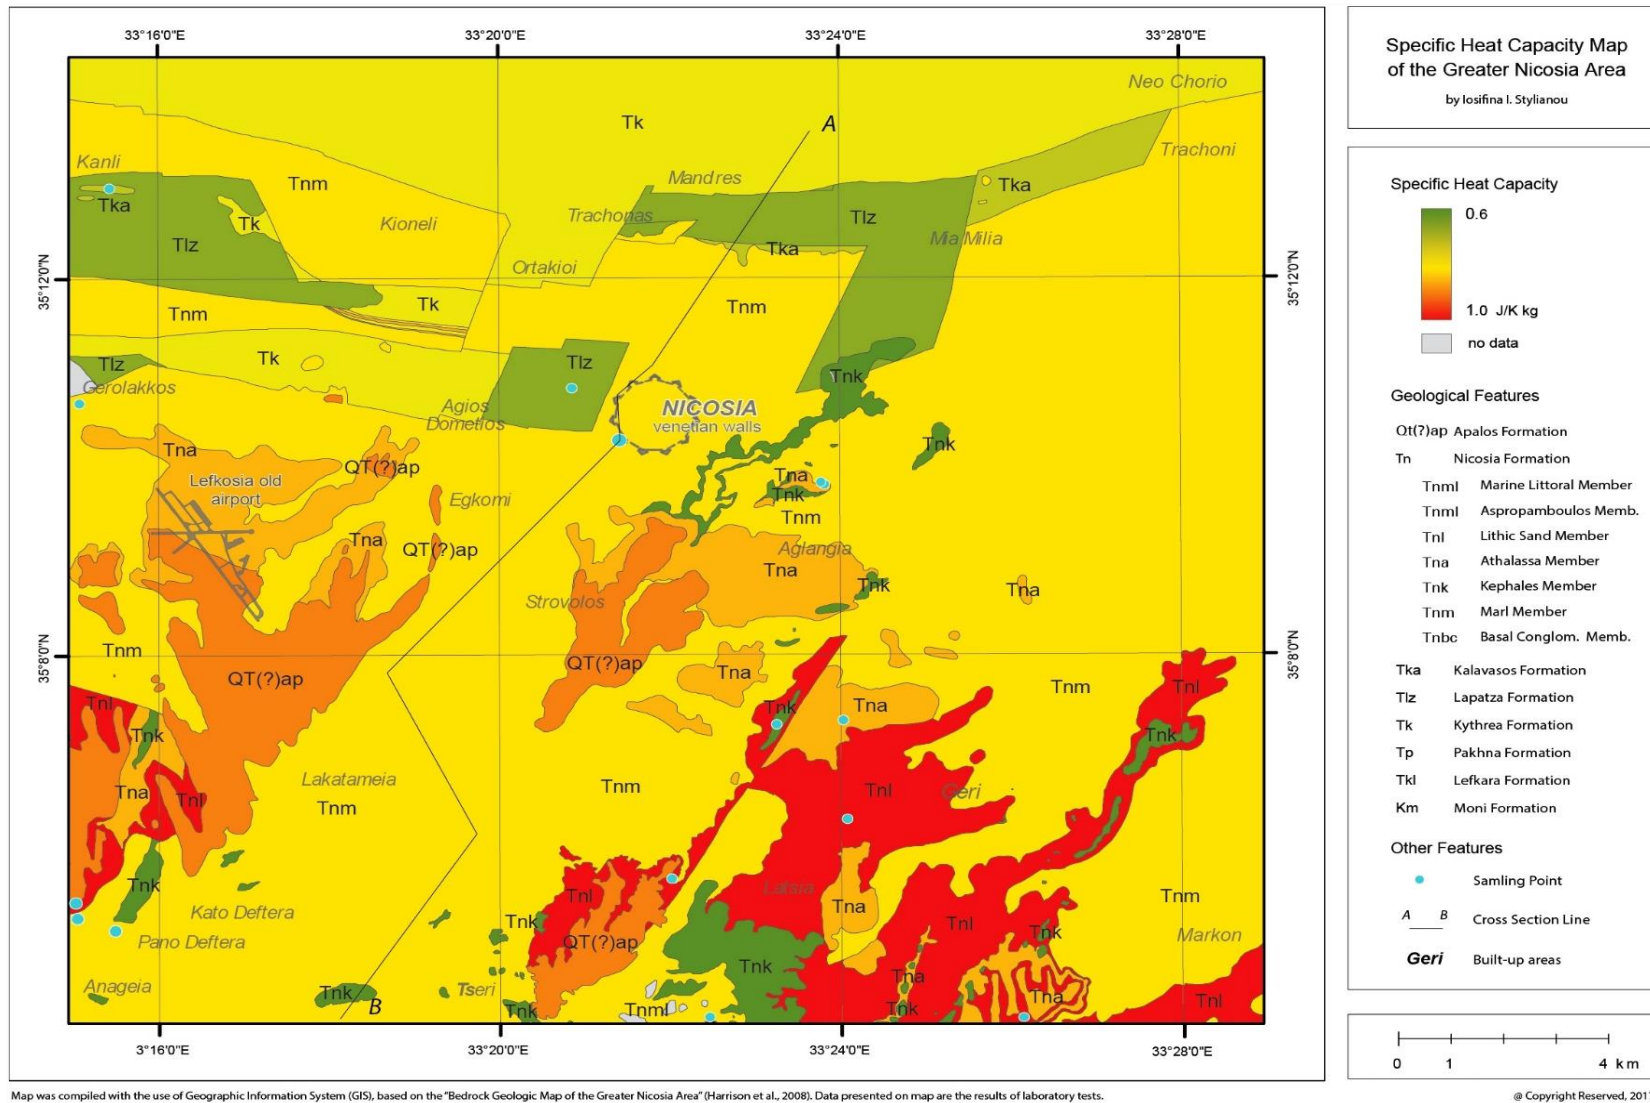 33°16'0"E
33°20'0"E
33°24'0"E
33°28'0"E
Neo Chorio
Tk
A
Trachoni
Kanli
Tnm
Mandres
Tka
Tka
Trachonas
Tlz
Tk
Kioneli
Tlz
Mia Milia
Tka
Ortakioi
35°12'0"N
35°12'0"N
Tk
Tnm
Tnm
Tk
Tlz
Tlz
Tnk
Gerolakkos
Agios
Dometios
NICOSIA
venetian walls
Tna
Tnk
QT(?)ap
Lefkosia old
airport
Egkomi
Tna
Tnk
Tnm
Tna
QT(?)ap
Aglangia
Tna
Tnk
Tna
Strovolos
35°8'0"N
35°8'0"N
Tnm
QT(?)ap
QT(?)ap
Tna
Tnm
Tnl
Tnl
Tnk
Tna
Tnk
Tnk
Lakatameia
Tnm
Tnm
Tna
Tnl
Tnl
Geri
Tnk
Latsia
Tna
Tnm
Tnl
Kato Deftera
Tnk
Tnl
Tnk
Markon
Pano Deftera
QT(?)ap
Tnk
Tna
Anageia
Tnk
B
Tseri
Tnk
Tnml
Tnk
Tna
Tnl
3°16'0"E
33°20'0"E
33°24'0"E
33°28'0"E
Specific Heat Capacity Map
of the Greater Nicosia Area
by Iosifina I. Stylianou
Specific Heat Capacity
0.6
1.0 J/K kg
no data
Geological Features
Qt(?)ap Apalos Formation
Tn Nicosia Formation
Tnml Marine Littoral Member
Tnml Aspropamboulos Memb.
Tnl Lithic Sand Member
Tna Athalassa Member
Tnk Kephales Member
Tnm Marl Member
Tnbc Basal Conglom. Memb.
Tka Kalavasos Formation
Tlz Lapatza Formation
Tk Kythrea Formation
Tp Pakhna Formation
Tkl Lefkara Formation
Km Moni Formation
Other Features
Samling Point
A B Cross Section Line
Geri Built-up areas
0 1 4 km
Map was compiled with the use of Geographic Information System (GIS), based on the "Bedrock Geologic Map of the Greater Nicosia Area" (Harrison et al., 2008). Data presented on map are the results of laboratory tests.
@ Copyright Reserved, 201